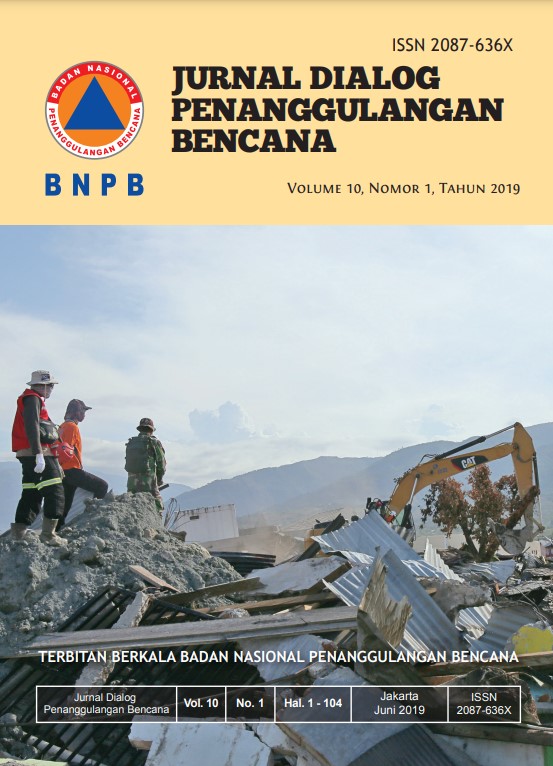 ISSN 2087-636X
BADAN NASIONAL
PENANGGULANGAN BENCANA
BNPB
JURNAL DIALOG
PENANGGULANGAN
BENCANA
VOLUME 10, NOMOR 1, TAHUN 2019
CAT
TERBITAN BERKALA BADAN NASIONAL PENANGGULANGAN BENCANA
Jurnal Dialog
Penanggulangan Bencana
Vol. 10
No. 1
Hal. 1 - 104
Jakarta
Juni 2019
ISSN
2087-636X